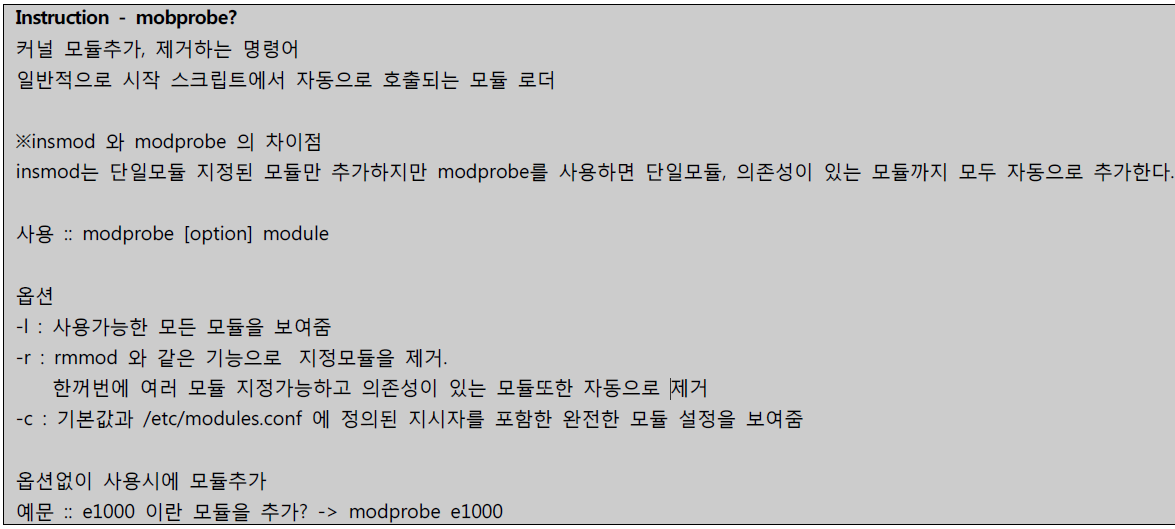 Instruction - mobprobe?
커널 모듈추가, 제거하는 명령어
일반적으로 시작 스크립트에서 자동으로 호출되는 모듈 로더
※insmod 와 modprobe 의 차이점
insmod는 단일모듈 지정된 모듈만 추가하지만 modprobe를 사용하면 단일모듈, 의존성이 있는 모듈까지 모두 자동으로 추가한다.
사용 :: modprobe [option] module
옵션
-l : 사용가능한 모든 모듈을 보여줌
-r : rmmod 와 같은 기능으로 지정모듈을 제거.
한꺼번에 여러 모듈 지정가능하고 의존성이 있는 모듈또한 자동으로 제거
-c : 기본값과 /etc/modules.conf 에 정의된 지시자를 포함한 완전한 모듈 설정을 보여줌
옵션없이 사용시에 모듈추가
예문 :: e1000 이란 모듈을 추가? -> modprobe e1000